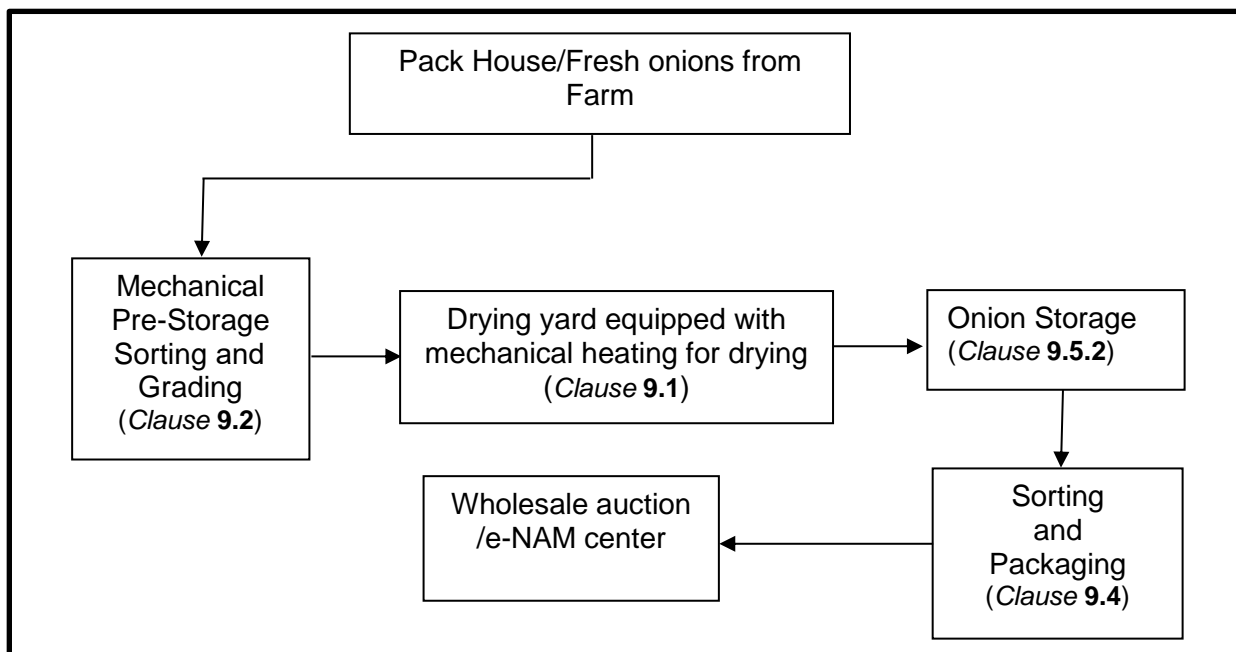 Pack House/Fresh onions from
Farm
Mechanical
Pre-Storage
Sorting and
Grading
(Clause 9.2)
Drying yard equipped with
mechanical heating for drying
(Clause 9.1)
Onion Storage
(Clause 9.5.2)
Sorting
and
Packaging
(Clause 9.4)
Wholesale auction
/e-NAM center